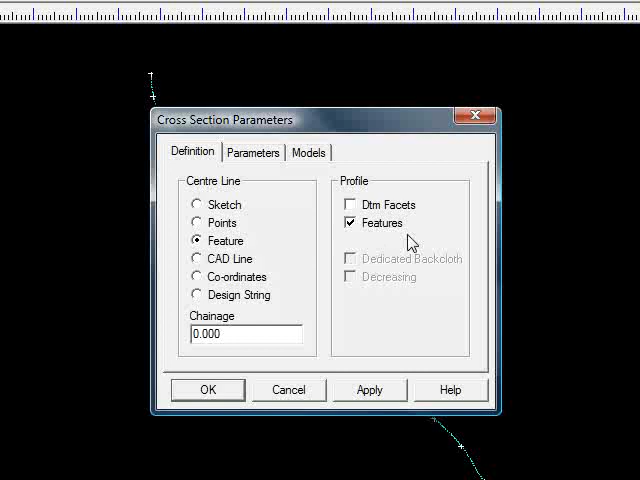 Cross Section Parameters
Definition
Parameters
Models
Centre Line
Sketch
Points
Feature
CAD Line
Co-ordinates
Design String
Chainage
0.000
Profile
Dtm Facets
Features
Dedicated Backcloth
Decreasing
OK
Cancel
Apply
Help